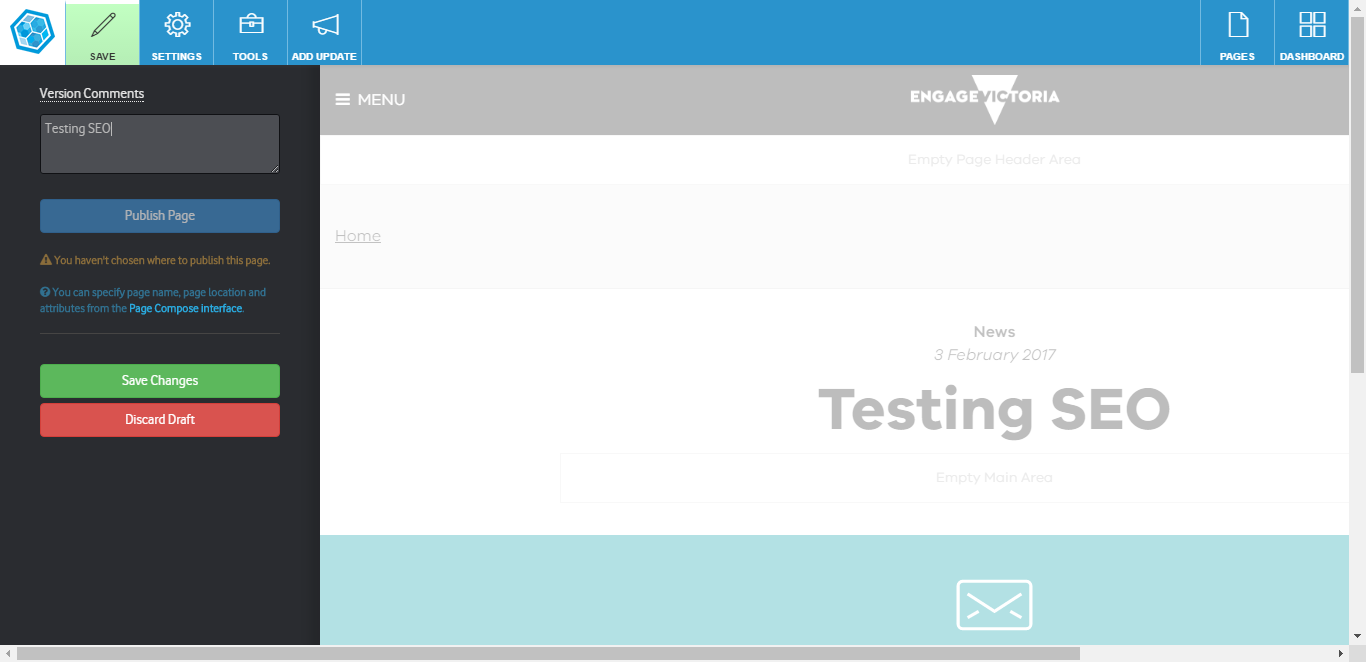 SAVE
SETTINGS
TOOLS
ADD UPDATE
PAGES
DASHBOARD
Version Comments
Testing SEO
Publish Page
You haven't chosen where to publish this page.
You can specify page name, page location and
attributes from the Page Compose interface.
Save Changes
Discard Draft
MENU
ENGAGEVICTORIA
Empty Page Header Area
Home
News
3 February 2017
Testing SEO
Empty Main Area